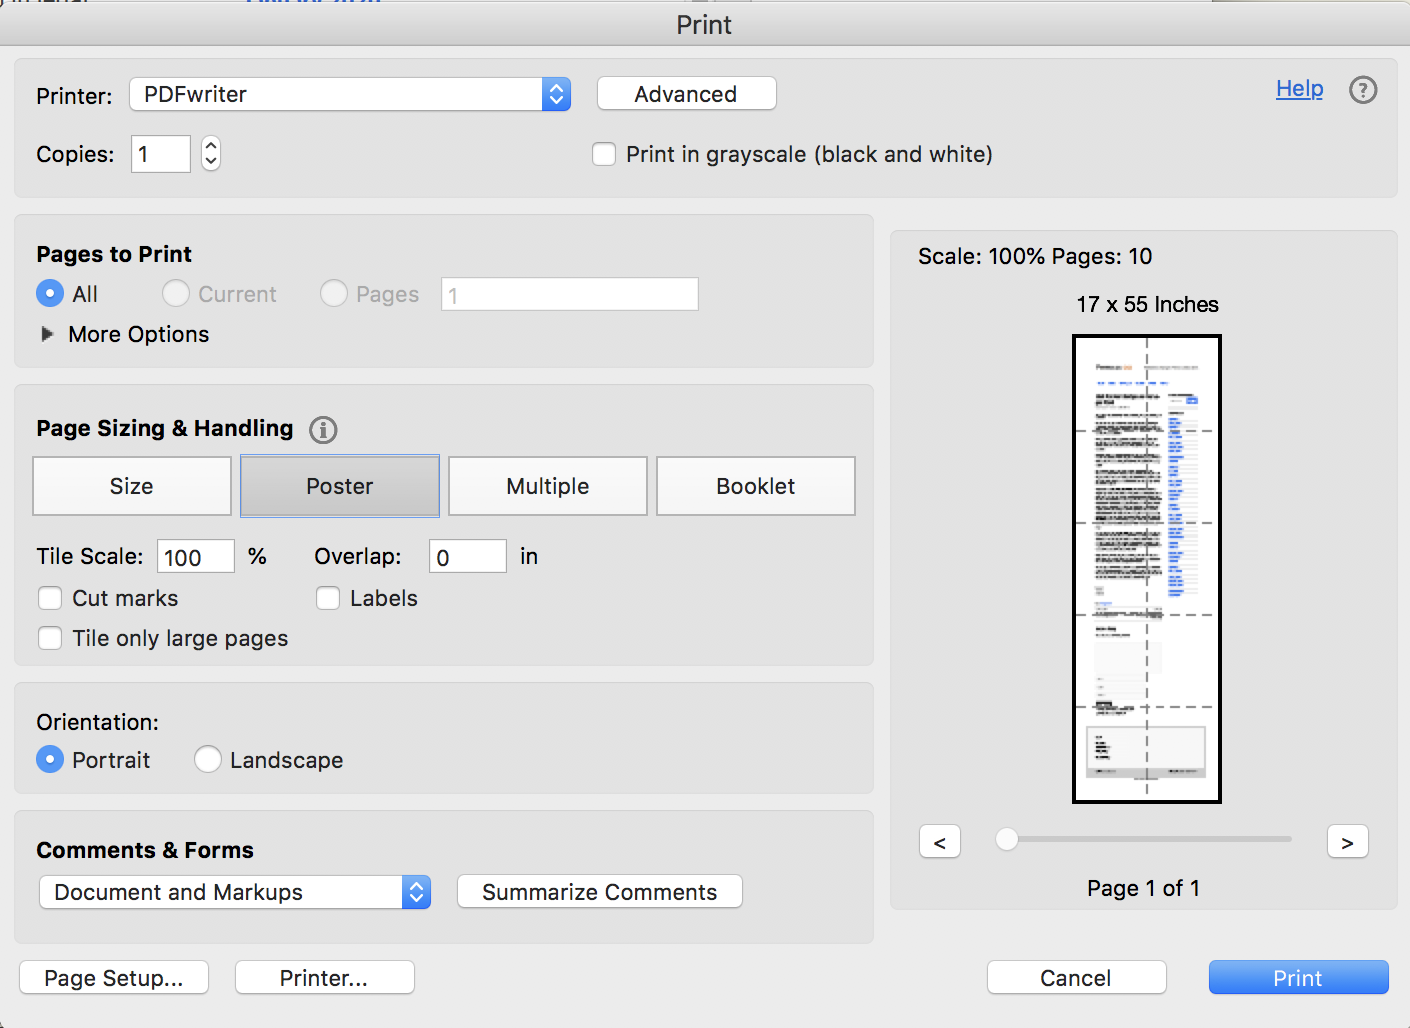 Print
Printer: PDFwriter Advanced Help ?
Copies: 1 Print in grayscale (black and white)
Pages to Print
All Current Pages 1
More Options
Page Sizing & Handling
Size Poster Multiple Booklet
Tile Scale: 100 % Overlap: 0 in
Cut marks Labels
Tile only large pages
Orientation:
Portrait Landscape
Comments & Forms
Document and Markups Summarize Comments
Page Setup... Printer...
Scale: 100% Pages: 10
17 x 55 Inches
< >
Page 1 of 1
Cancel Print